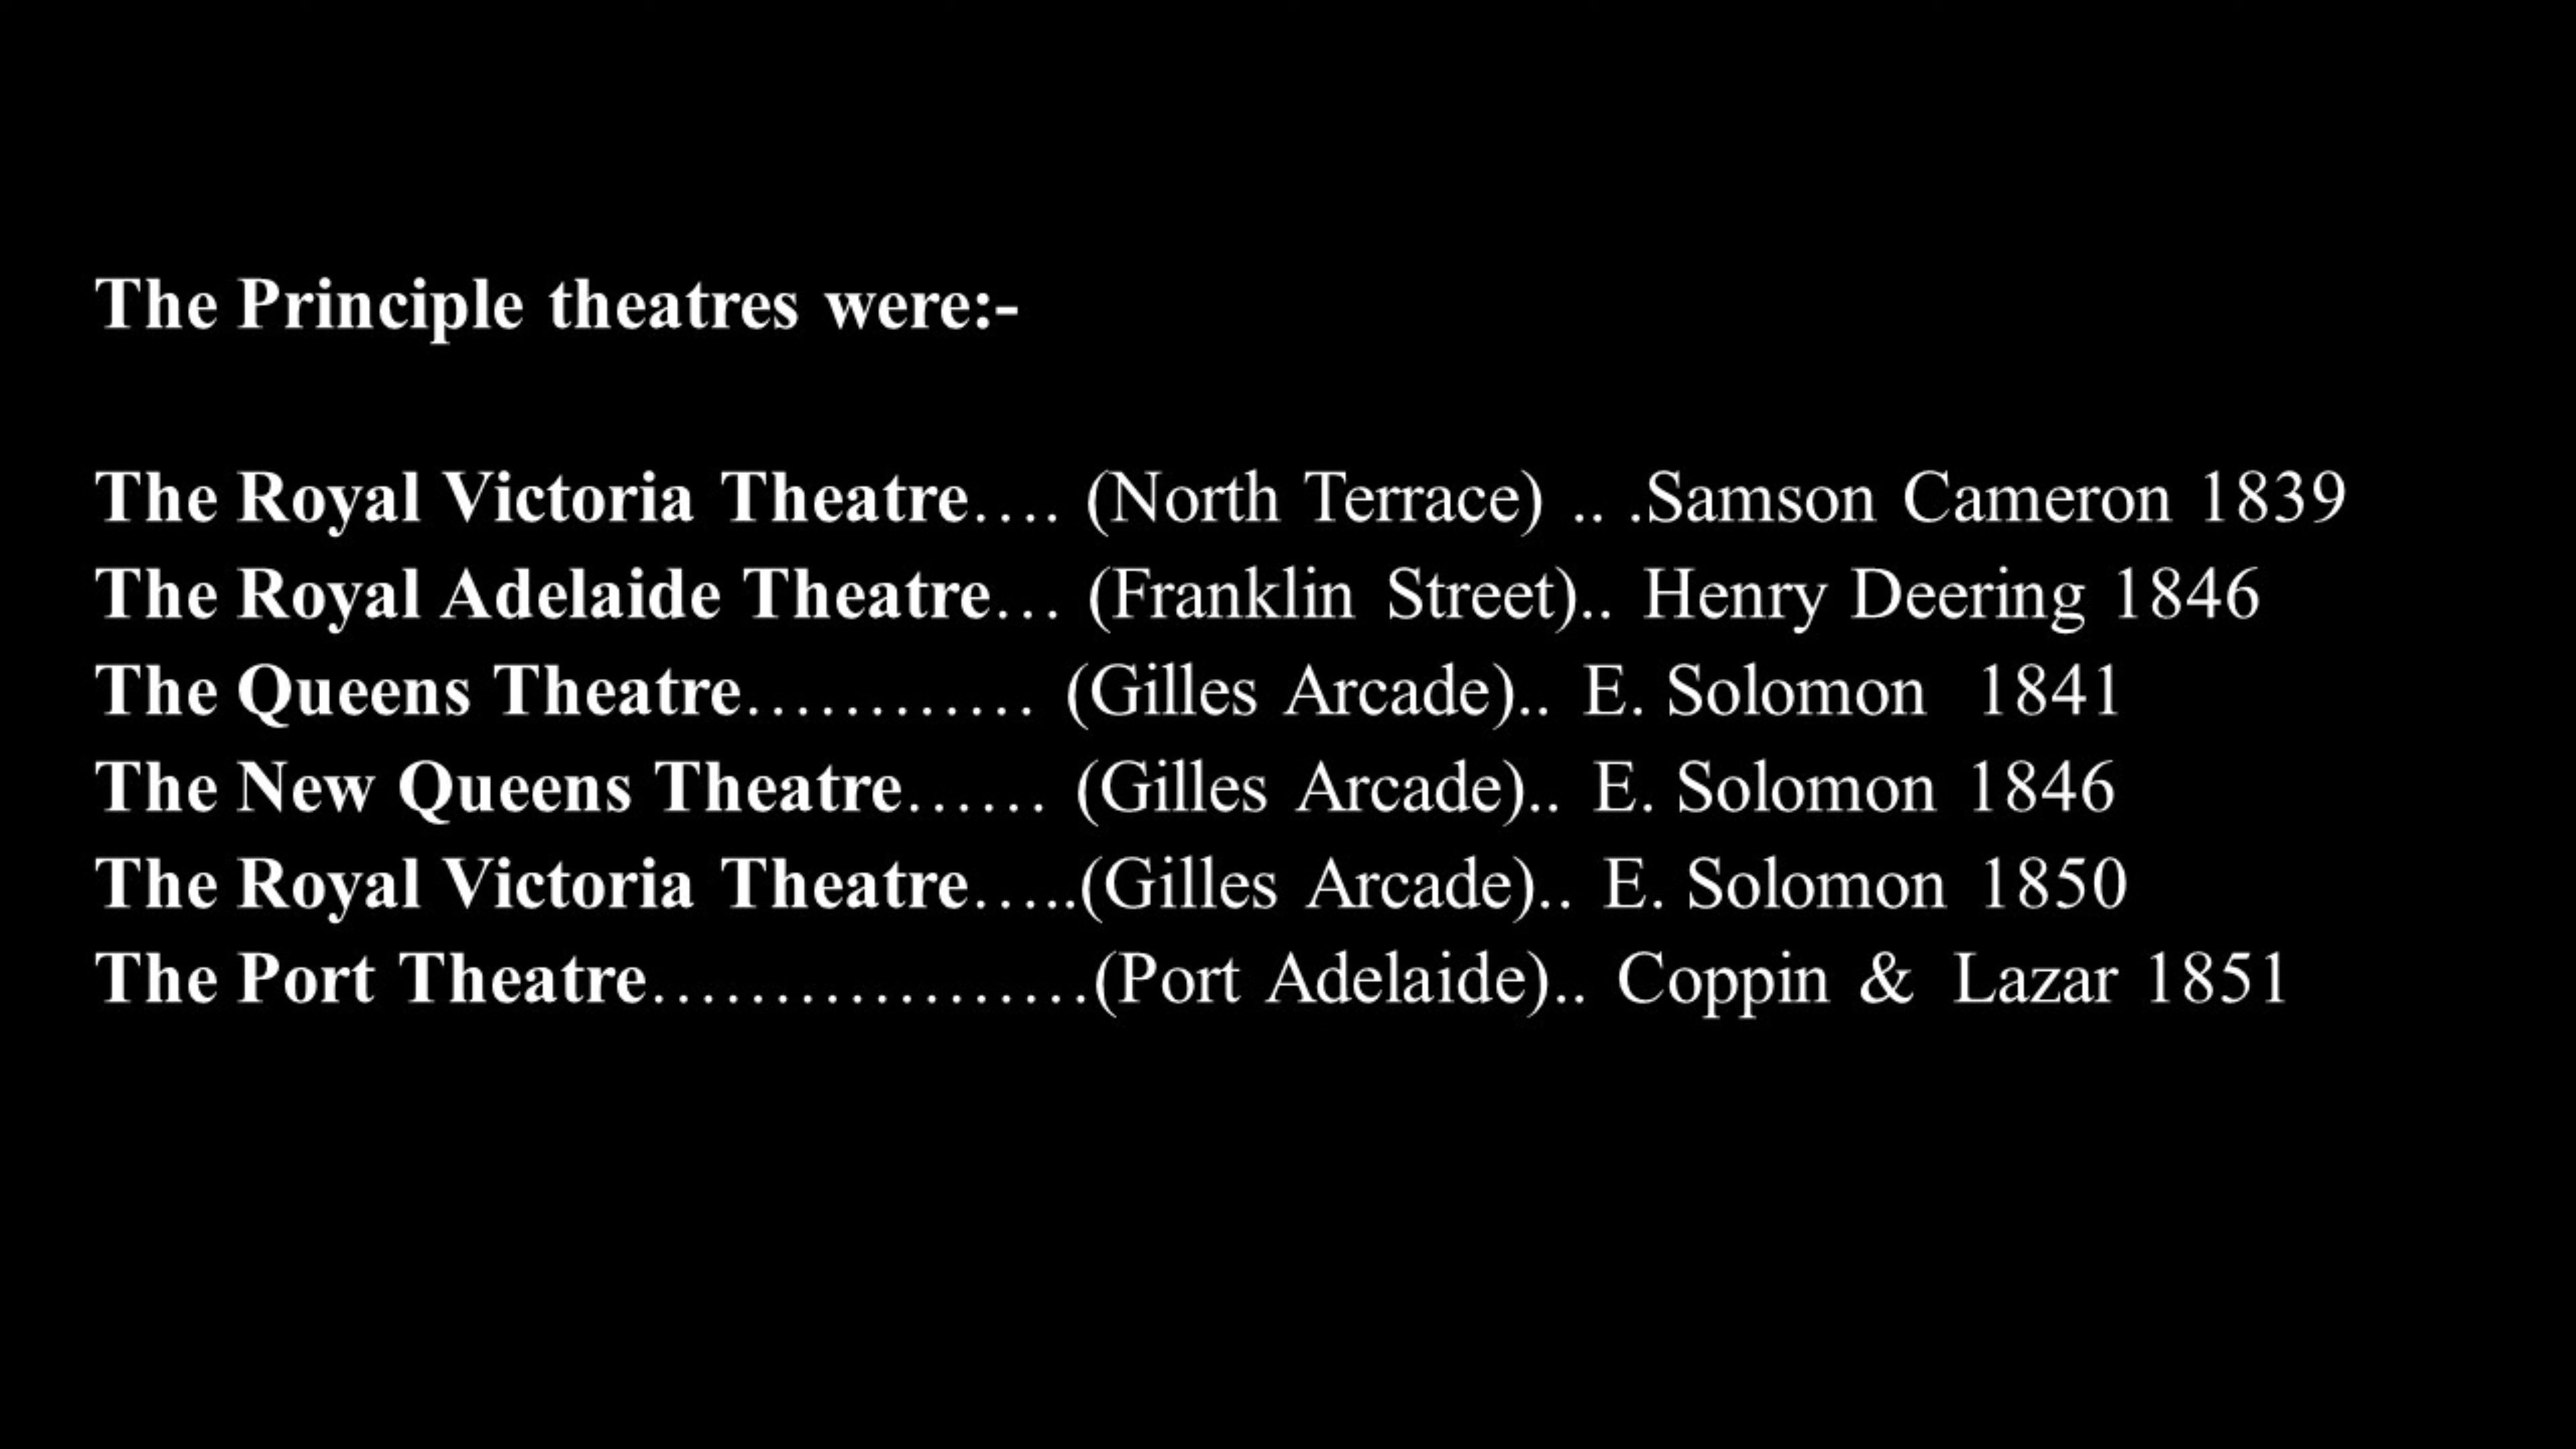 The Principle theatres were:-
The Royal Victoria Theatre…. (North Terrace) .. .Samson Cameron 1839
The Royal Adelaide Theatre… (Franklin Street).. Henry Deering 1846
The Queens Theatre………… (Gilles Arcade).. E. Solomon 1841
The New Queens Theatre…… (Gilles Arcade).. E. Solomon 1846
The Royal Victoria Theatre…..(Gilles Arcade).. E. Solomon 1850
The Port Theatre………………(Port Adelaide).. Coppin & Lazar 1851